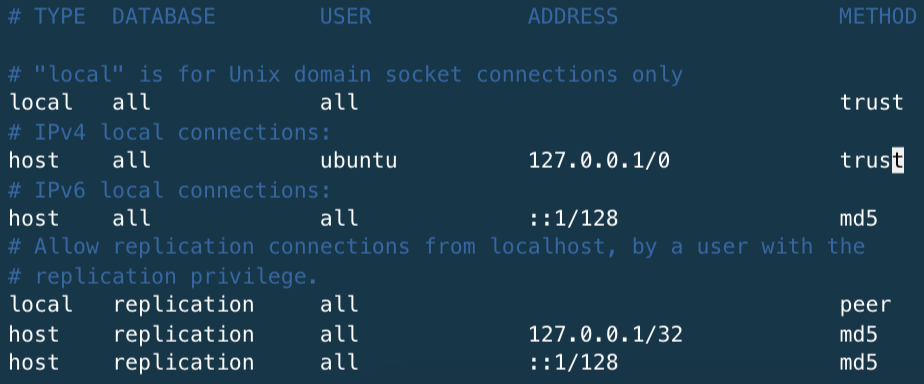 # TYPE  DATABASE        USER            ADDRESS                 METHOD
# "local" is for Unix domain socket connections only
local   all             all                                     trust
# IPv4 local connections:
host    all             ubuntu          127.0.0.1/0             trust
# IPv6 local connections:
host    all             all             ::1/128                 md5
# Allow replication connections from localhost, by a user with the
# replication privilege.
local   replication     all                                     peer
host    replication     all             127.0.0.1/32            md5
host    replication     all             ::1/128                 md5